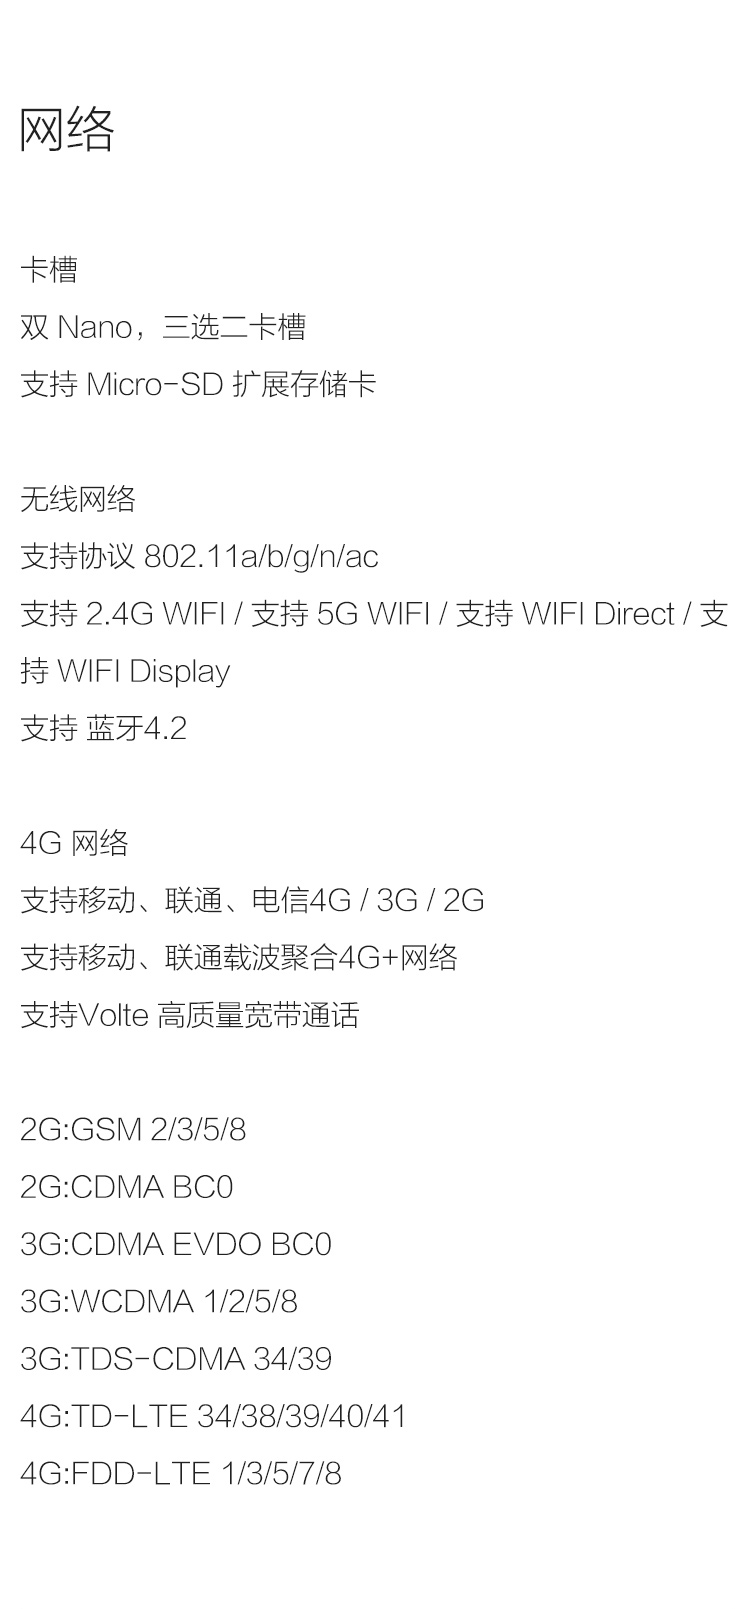 网络
卡槽
双 Nano，三选二卡槽
支持 Micro-SD 扩展存储卡
无线网络
支持协议 802.11a/b/g/n/ac
支持 2.4G WIFI / 支持 5G WIFI / 支持 WIFI Direct / 支
持 WIFI Display
支持 蓝牙4.2
4G 网络
支持移动、联通、电信4G / 3G / 2G
支持移动、联通载波聚合4G+网络
支持Volte 高质量宽带通话
2G:GSM 2/3/5/8
2G:CDMA BC0
3G:CDMA EVDO BC0
3G:WCDMA 1/2/5/8
3G:TDS-CDMA 34/39
4G:TD-LTE 34/38/39/40/41
4G:FDD-LTE 1/3/5/7/8